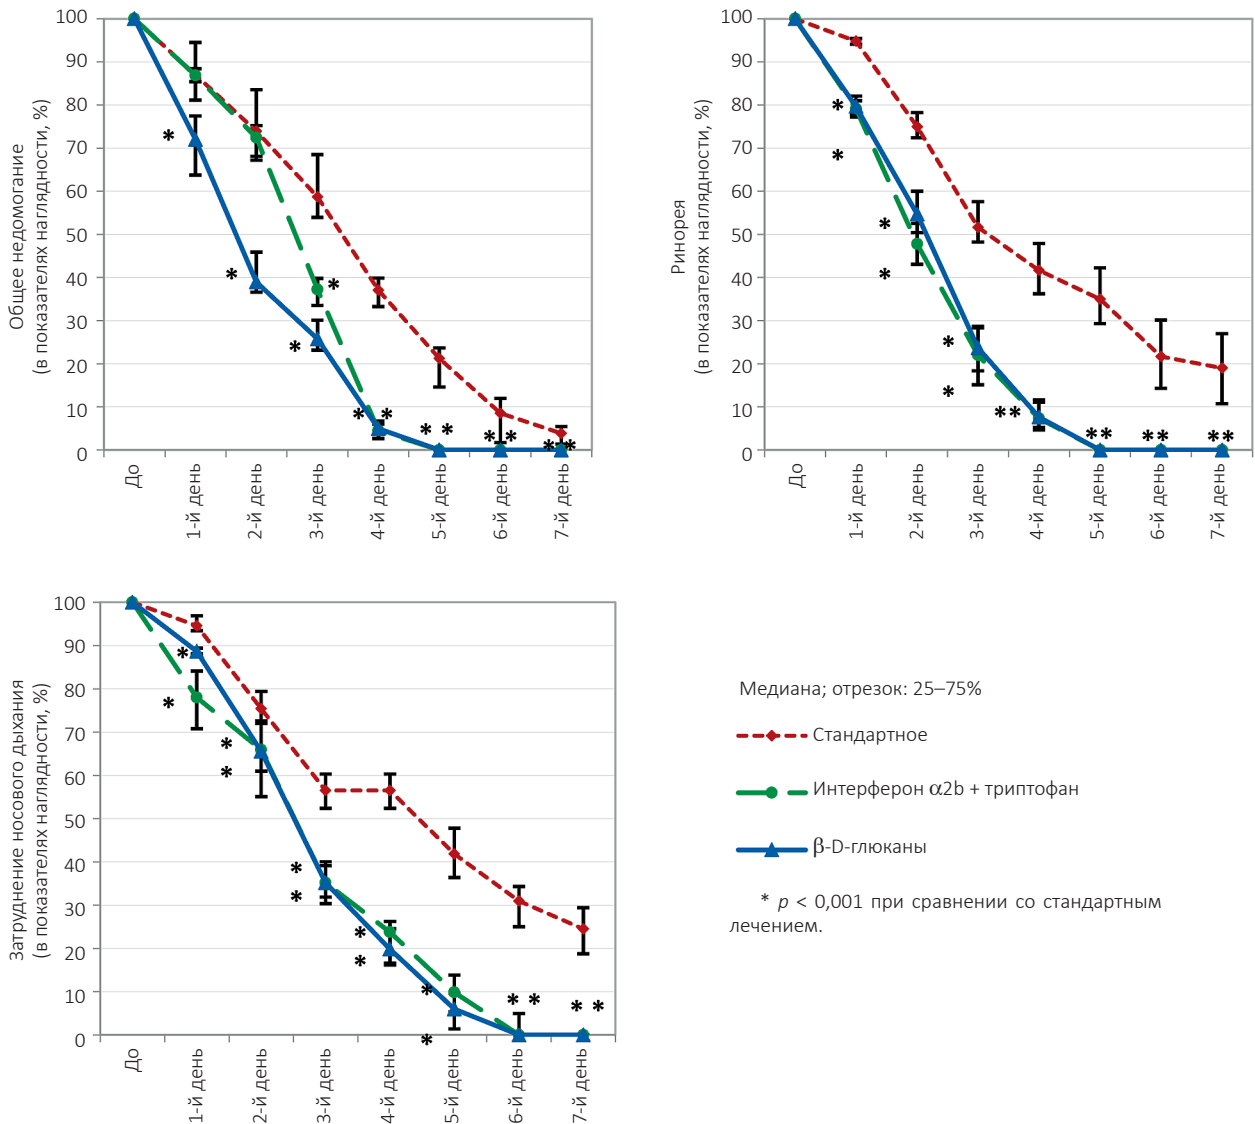 Общее недомогание
(в показателях наглядности, %)
100
90
80
70
60
50
40
30
20
10
0
*
*
*
*
* *
* *
* *
**
До
1-й день
2-й день
3-й день
4-й день
5-й день
6-й день
7-й день
Ринорея
(в показателях наглядности, %)
100
90
80
70
60
50
40
30
20
10
0
*
*
*
*
*
*
**
**
**
**
До
1-й день
2-й день
3-й день
4-й день
5-й день
6-й день
7-й день
Затруднение носового дыхания
(в показателях наглядности, %)
100
90
80
70
60
50
40
30
20
10
0
*
*
*
*
*
*
*
*
*
*
* *
* *
До
1-й день
2-й день
3-й день
4-й день
5-й день
6-й день
7-й день
Медиана; отрезок: 25–75%
Стандартное
Интерферон α2b + триптофан
β-D-глюканы
* p < 0,001 при сравнении со стандартным
лечением.